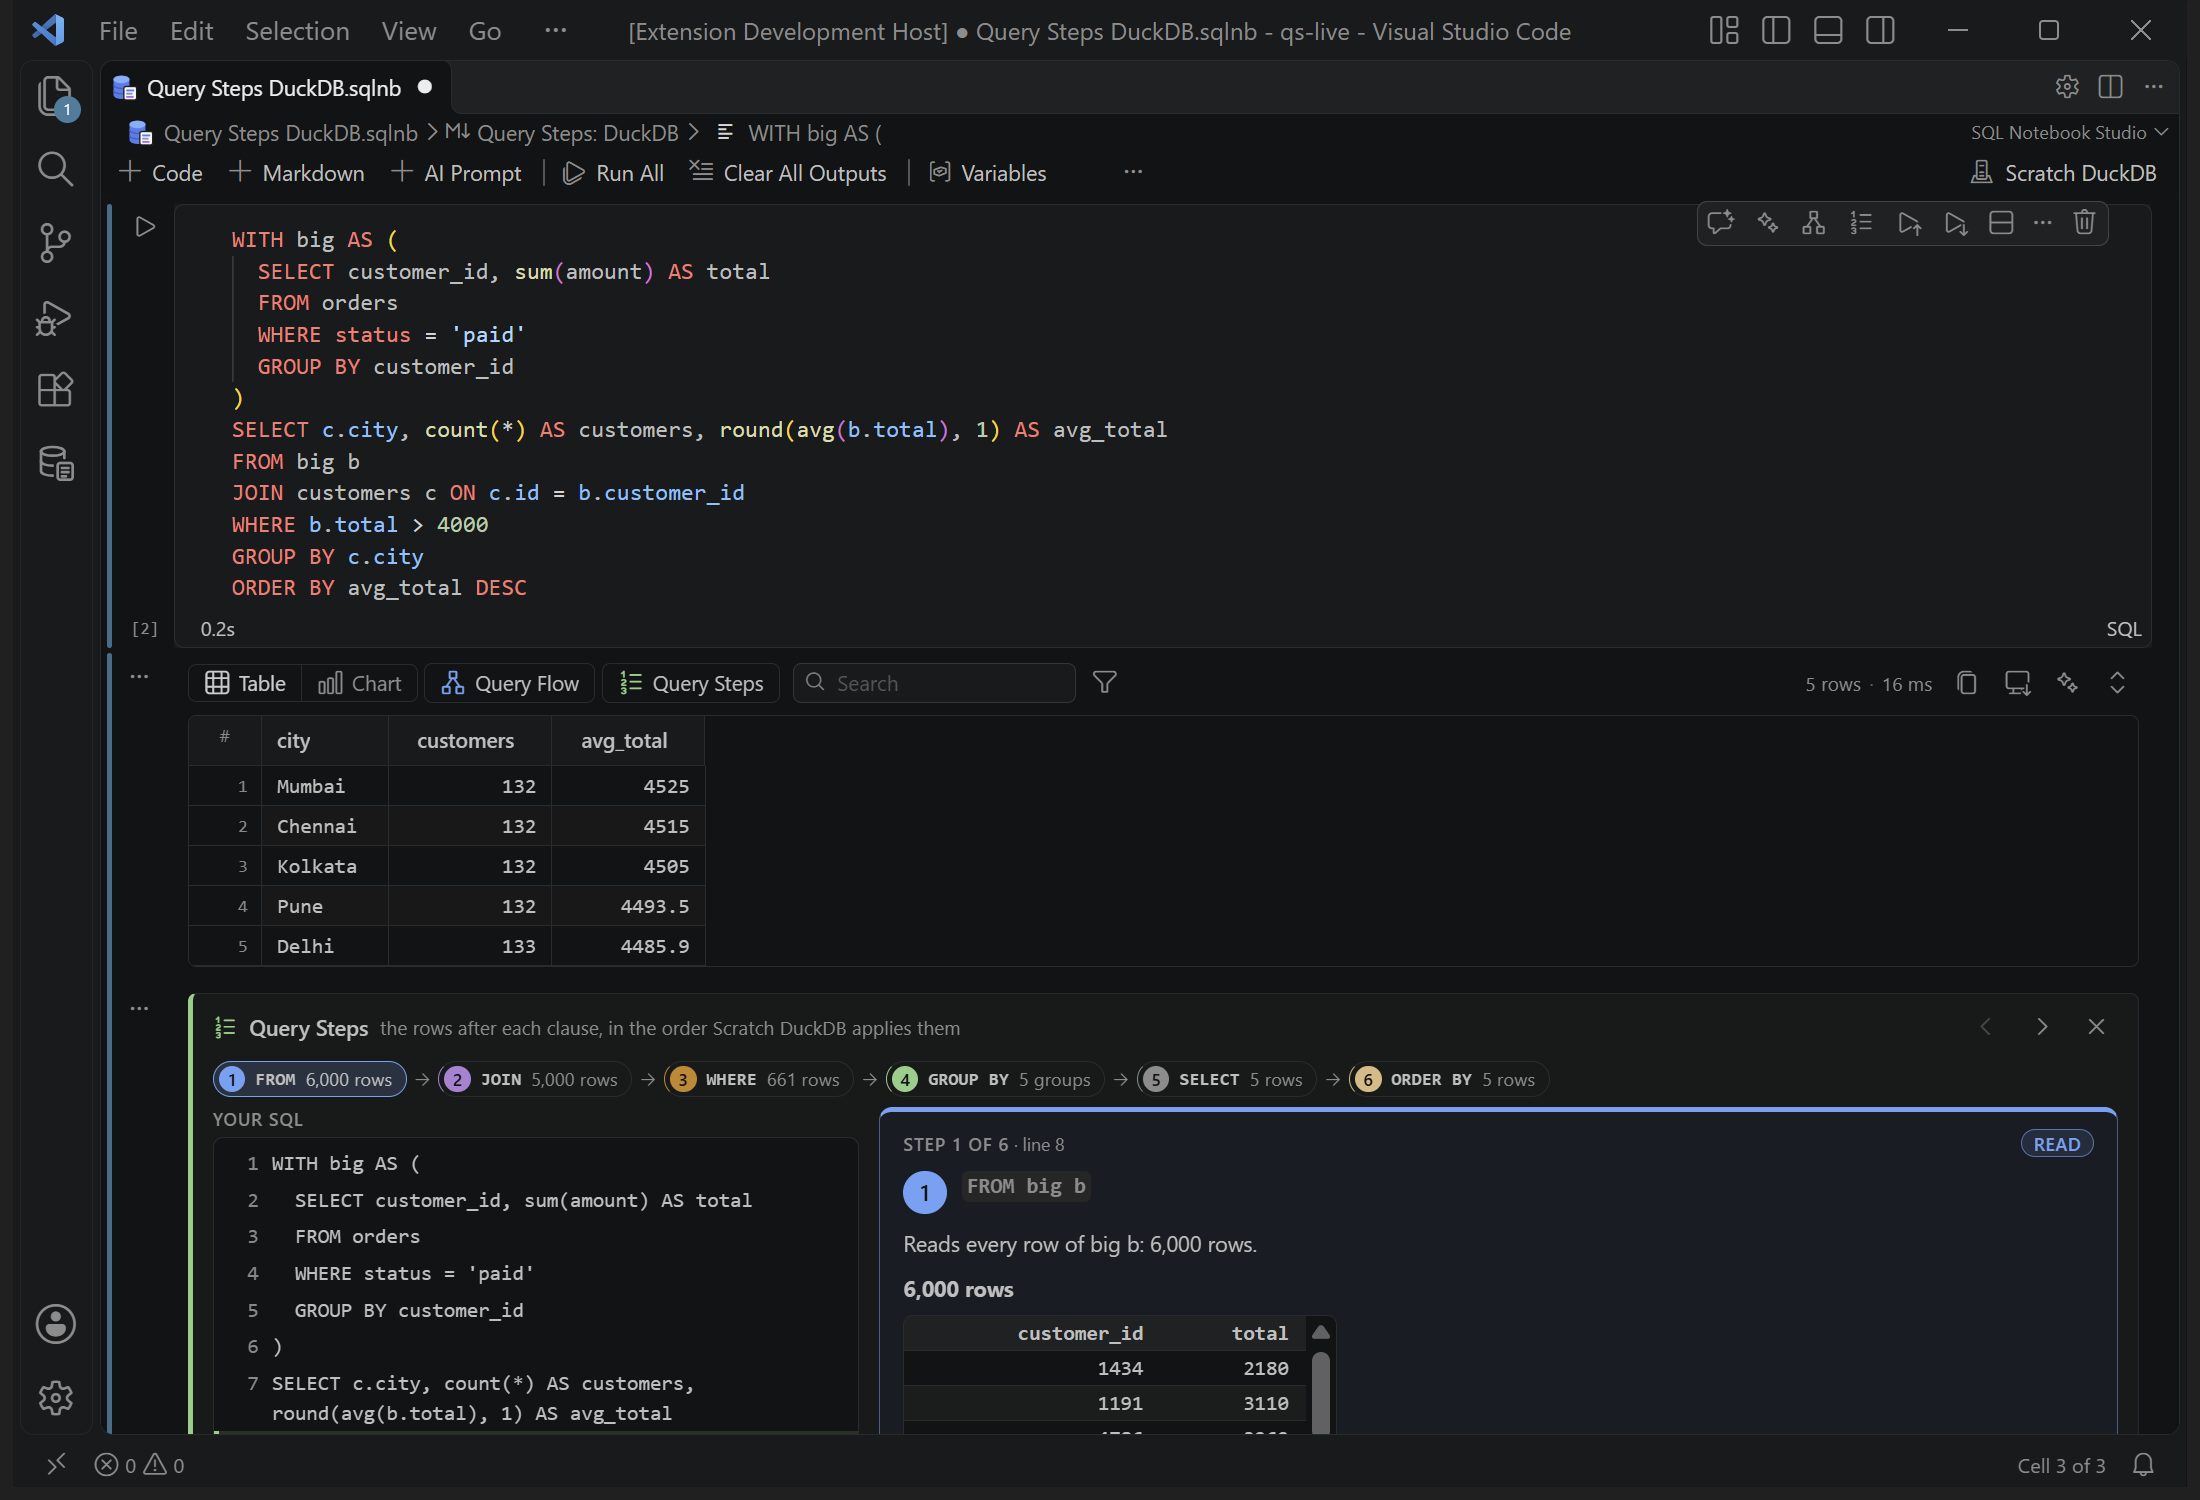 File Edit Selection View Go ··· [Extension Development Host] ● Query Steps DuckDB.sqlnb - qs-live - Visual Studio Code
1
Query Steps DuckDB.sqlnb
Query Steps DuckDB.sqlnb > M↓ Query Steps: DuckDB > WITH big AS (
SQL Notebook Studio
+ Code + Markdown + AI Prompt Run All Clear All Outputs Variables ···
Scratch DuckDB
WITH big AS (
SELECT customer_id, sum(amount) AS total
FROM orders
WHERE status = 'paid'
GROUP BY customer_id
)
SELECT c.city, count(*) AS customers, round(avg(b.total), 1) AS avg_total
FROM big b
JOIN customers c ON c.id = b.customer_id
WHERE b.total > 4000
GROUP BY c.city
ORDER BY avg_total DESC
[2] 0.2s SQL
Table Chart Query Flow Query Steps Search 5 rows · 16 ms
# city customers avg_total
1 Mumbai 132 4525
2 Chennai 132 4515
3 Kolkata 132 4505
4 Pune 132 4493.5
5 Delhi 133 4485.9
Query Steps the rows after each clause, in the order Scratch DuckDB applies them
1 FROM 6,000 rows → 2 JOIN 5,000 rows → 3 WHERE 661 rows → 4 GROUP BY 5 groups → 5 SELECT 5 rows → 6 ORDER BY 5 rows
YOUR SQL
1 WITH big AS (
2 SELECT customer_id, sum(amount) AS total
3 FROM orders
4 WHERE status = 'paid'
5 GROUP BY customer_id
6 )
7 SELECT c.city, count(*) AS customers,
round(avg(b.total), 1) AS avg_total
STEP 1 OF 6 · line 8 READ
1 FROM big b
Reads every row of big b: 6,000 rows.
6,000 rows
customer_id total
1434 2180
1191 3110
0 0 Cell 3 of 3